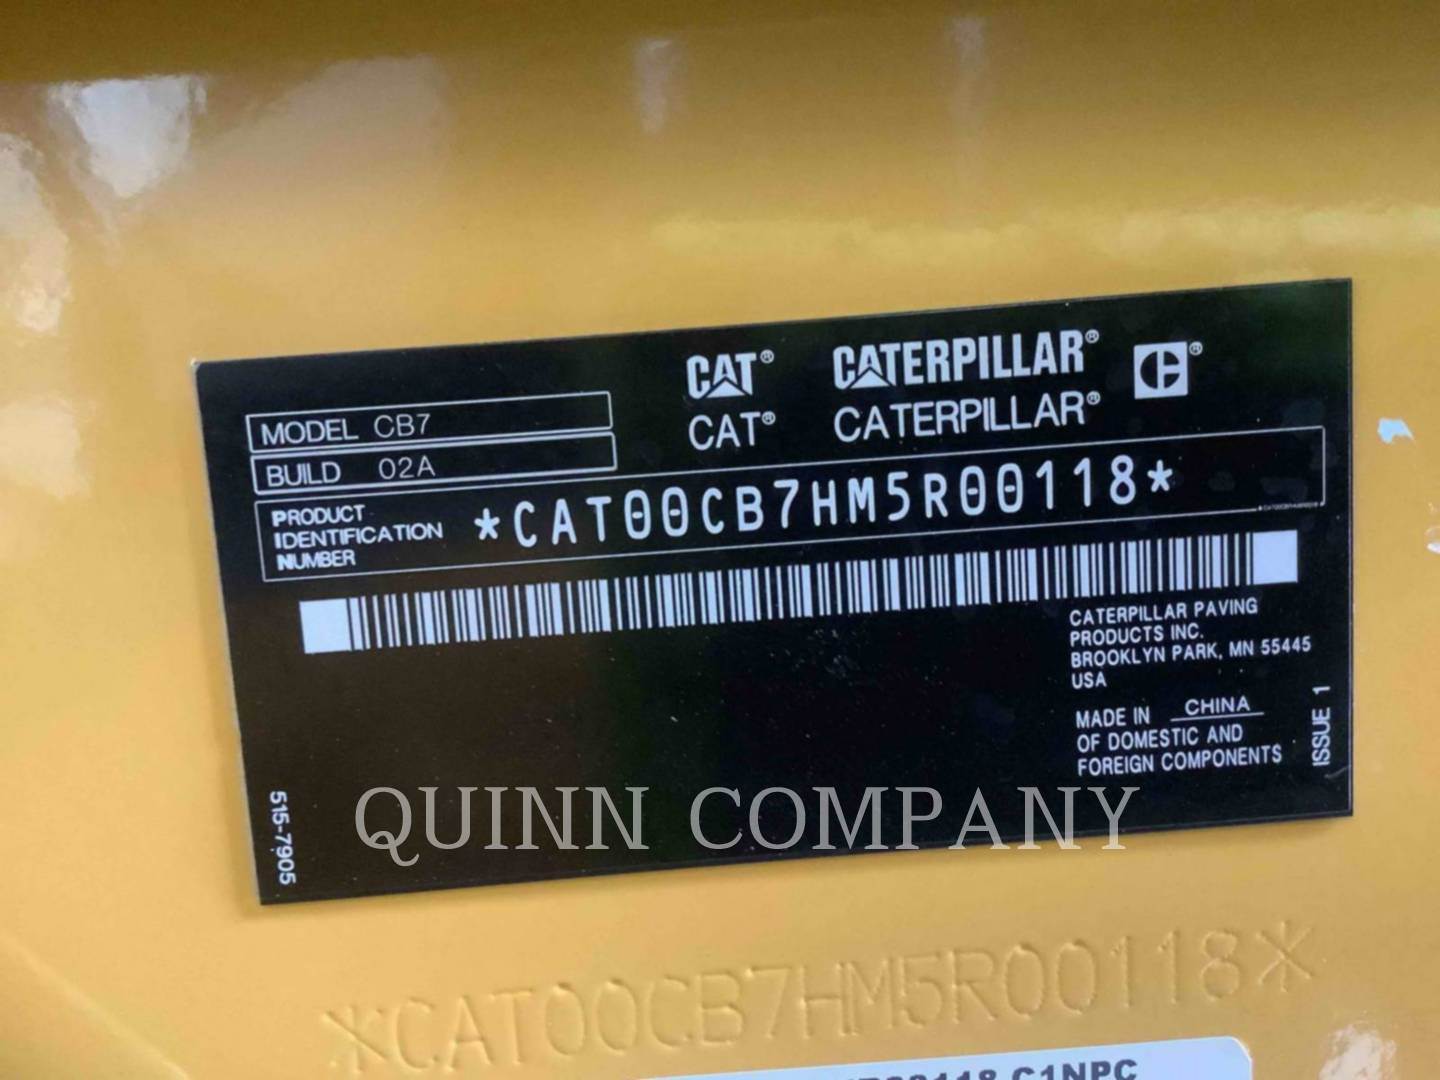 CAT® CATERPILLAR® C®
CAT® CATERPILLAR®
MODEL CB7
BUILD 02A
PRODUCT IDENTIFICATION NUMBER *CAT00CB7HM5R00118*
CATERPILLAR PAVING
PRODUCTS INC.
BROOKLYN PARK, MN 55445
USA
MADE IN CHINA
OF DOMESTIC AND
FOREIGN COMPONENTS
ISSUE 1
515-7905
QUINN COMPANY
*CAT00CB7HM5R00118*
C1NPC